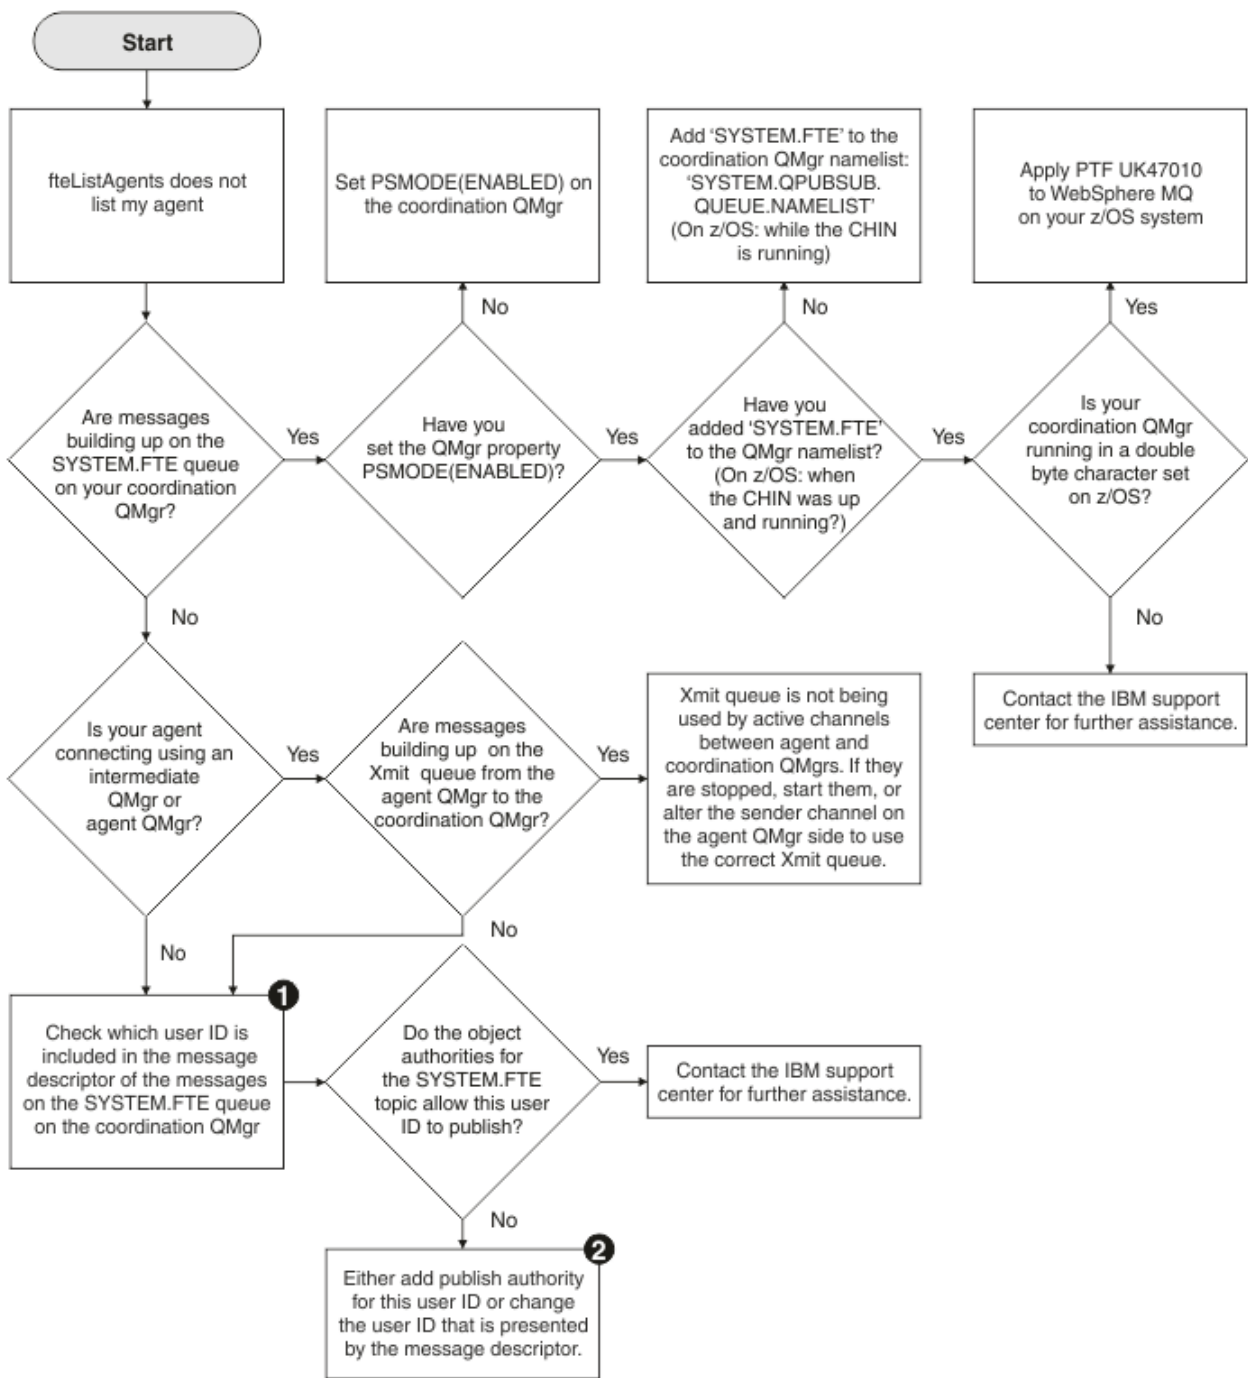 Start
fteListAgents does not
list my agent
Set PSMODE(ENABLED) on
the coordination QMgr
Add ‘SYSTEM.FTE’ to the
coordination QMgr namelist:
‘SYSTEM.QPUBSUB.
QUEUE.NAMELIST’
(On z/OS: while the CHIN
is running)
Apply PTF UK47010
to WebSphere MQ
on your z/OS system
No
No
Yes
Are messages
building up on the
SYSTEM.FTE queue
on your coordination
QMgr?
Yes
Have you
set the QMgr property
PSMODE(ENABLED)?
Yes
Have you
added ‘SYSTEM.FTE’
to the QMgr namelist?
(On z/OS: when
the CHIN was up
and running?)
Yes
Is your
coordination QMgr
running in a double
byte character set
on z/OS?
No
No
Is your agent
connecting using an
intermediate
QMgr or
agent QMgr?
Yes
Are messages
building up on the
Xmit queue from the
agent QMgr to the
coordination QMgr?
Yes
Xmit queue is not being
used by active channels
between agent and
coordination QMgrs. If they
are stopped, start them, or
alter the sender channel on
the agent QMgr side to use
the correct Xmit queue.
Contact the IBM support
center for further assistance.
No
No
1
Check which user ID is
included in the message
descriptor of the messages
on the SYSTEM.FTE queue
on the coordination QMgr
Do the object
authorities for
the SYSTEM.FTE
topic allow this user
ID to publish?
Yes
Contact the IBM support
center for further assistance.
No
2
Either add publish authority
for this user ID or change
the user ID that is presented
by the message descriptor.